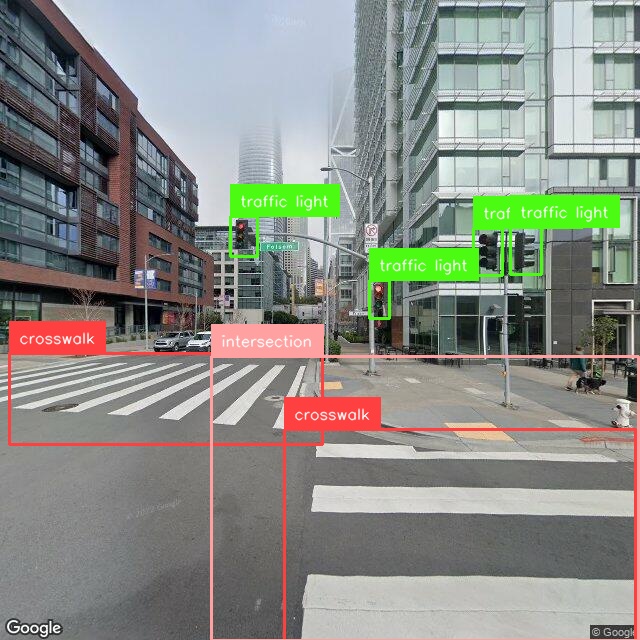 traffic light
traf
traffic light
Folsom
traffic light
crosswalk
intersection
crosswalk
Google
© Google